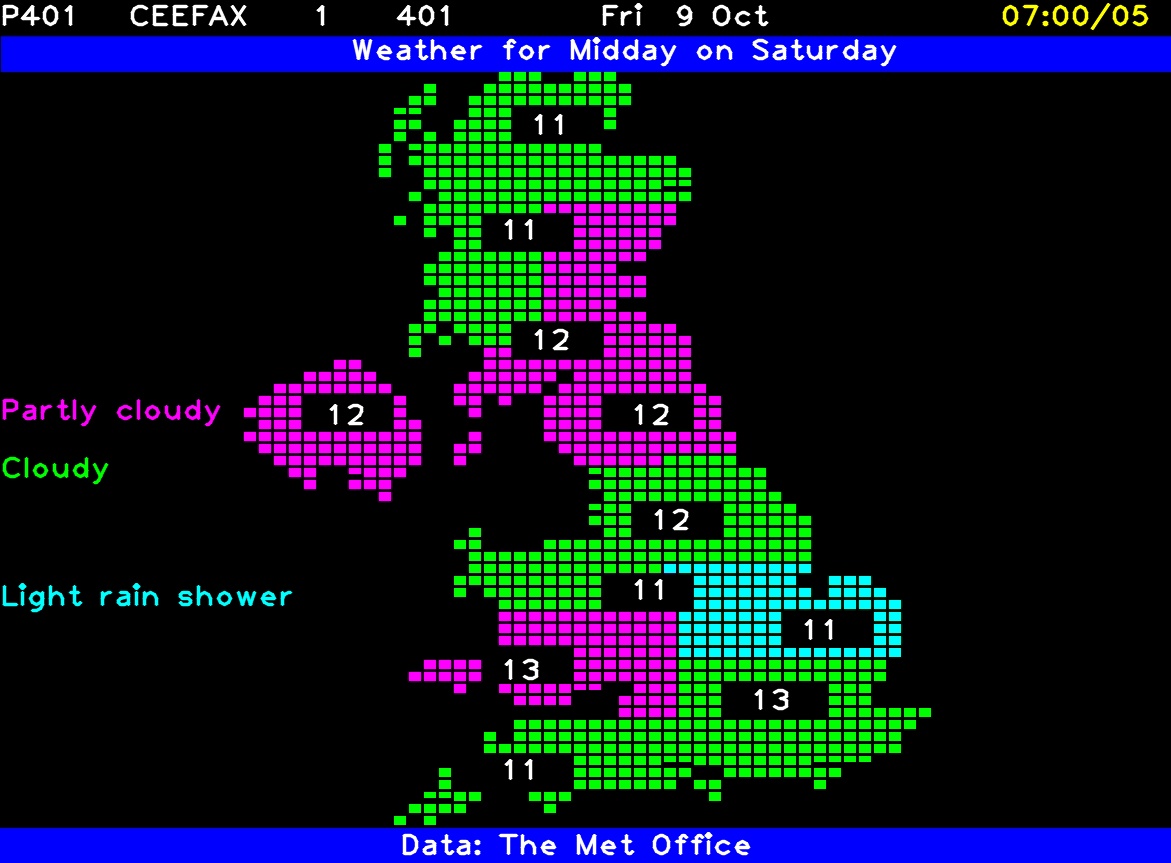 P401 CEEFAX 1 401 Fri 9 Oct 07:00/05
Weather for Midday on Saturday
11
11
12
Partly cloudy 12 12
Cloudy
12
Light rain shower 11
11
13
13
11
Data: The Met Office